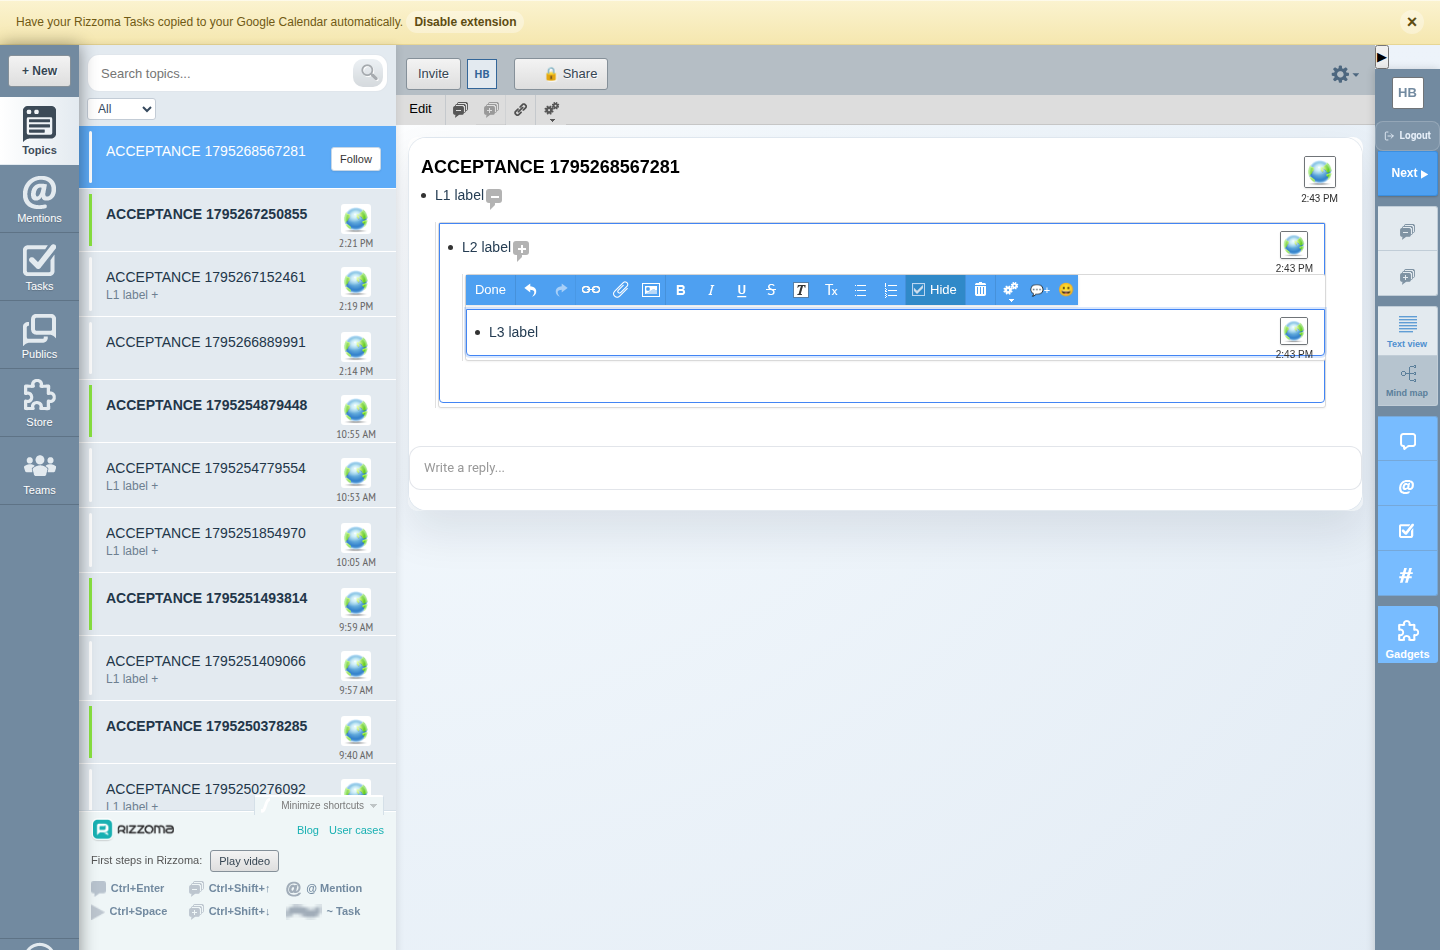 Have your Rizzoma Tasks copied to your Google Calendar automatically. Disable extension
+ New
Topics
Mentions
Tasks
Publics
Store
Teams
Search topics...
All
ACCEPTANCE 1795268567281
Follow
ACCEPTANCE 1795267250855
2:21 PM
ACCEPTANCE 1795267152461
L1 label +
2:19 PM
ACCEPTANCE 1795266889991
2:14 PM
ACCEPTANCE 1795254879448
10:55 AM
ACCEPTANCE 1795254779554
L1 label +
10:53 AM
ACCEPTANCE 1795251854970
L1 label +
10:05 AM
ACCEPTANCE 1795251493814
9:59 AM
ACCEPTANCE 1795251409066
L1 label +
9:57 AM
ACCEPTANCE 1795250378285
9:40 AM
ACCEPTANCE 1795250276092
L1 label +
Minimize shortcuts
RIZZOMA
Blog User cases
First steps in Rizzoma: Play video
Ctrl+Enter Ctrl+Shift+↑ @ Mention
Ctrl+Space Ctrl+Shift+↓ ~ Task
Invite HB Share
Edit
ACCEPTANCE 1795268567281
2:43 PM
L1 label
L2 label
2:43 PM
Done B I U S T Tx Hide
L3 label
2:43 PM
Write a reply...
HB
Logout
Next
Text view
Mind map
@
#
Gadgets